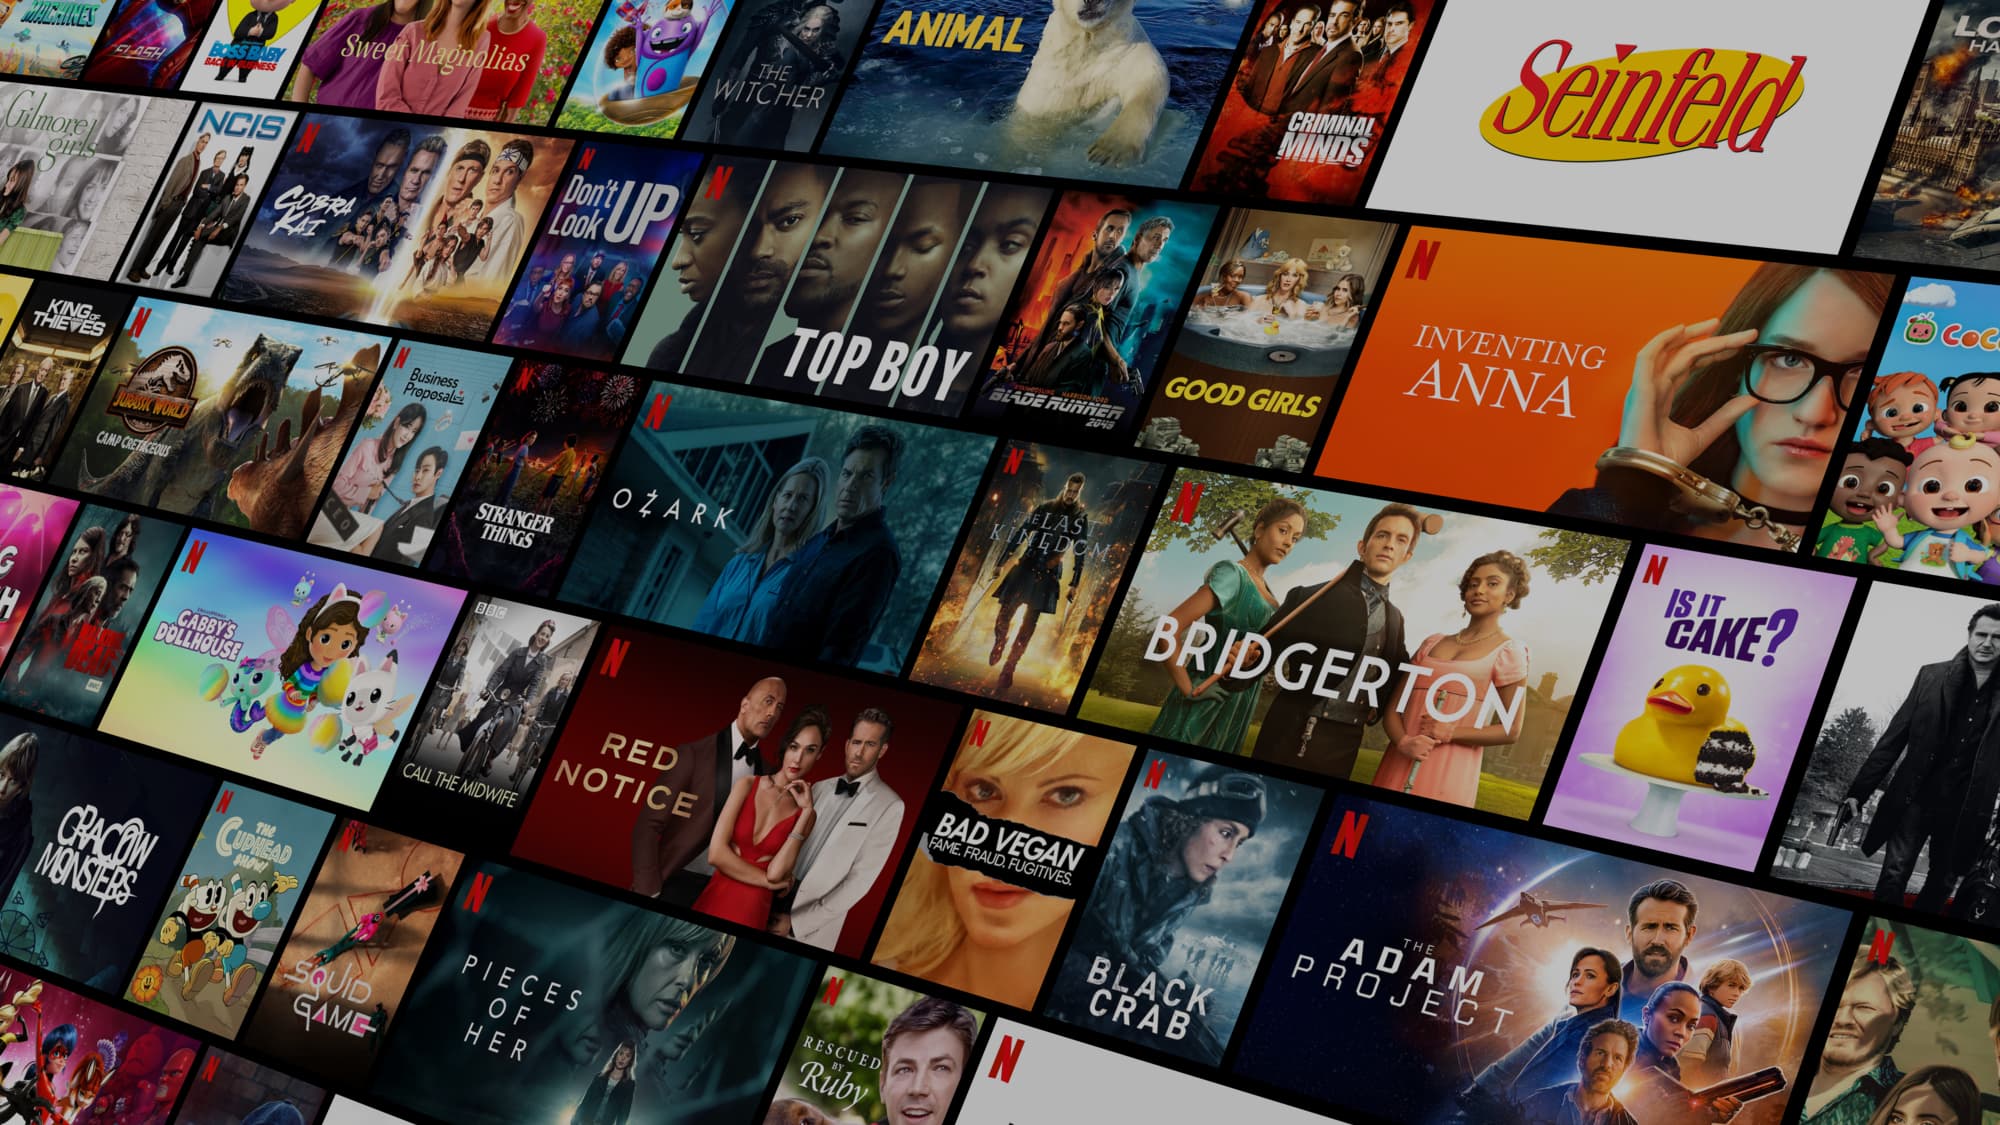 MACHINES
FLASH
BOSS BABY
BACK IN BUSINESS
Sweet Magnolias
THE
WITCHER
ANIMAL
CRIMINAL
MINDS
Seinfeld
Gilmore
girls
NCIS
N
COBRA
KAI
N
Don't
Look UP
N
TOP BOY
HARRISON FORD
BLADE RUNNER
2049
GOOD GIRLS
N
INVENTING
ANNA
KING OF
THIEVES
N
JURASSIC WORLD
CAMP CRETACEOUS
N
Business
Proposal
N
STRANGER
THINGS
N
OZARK
N
THE LAST
KINGDOM
N
BRIDGERTON
N
IS IT
CAKE?
N
GABBY'S
DOLLHOUSE
BBC
CALL THE MIDWIFE
N
RED
NOTICE
N
BAD VEGAN
FAME. FRAUD. FUGITIVES.
N
BLACK
CRAB
N
THE
ADAM
PROJECT
CRACOW
MONSTERS
N
THE
CUPHEAD
SHOW!
N
SQUID
GAME
N
PIECES
OF
HER
N
RESCUED
BY
Ruby
N
N
N